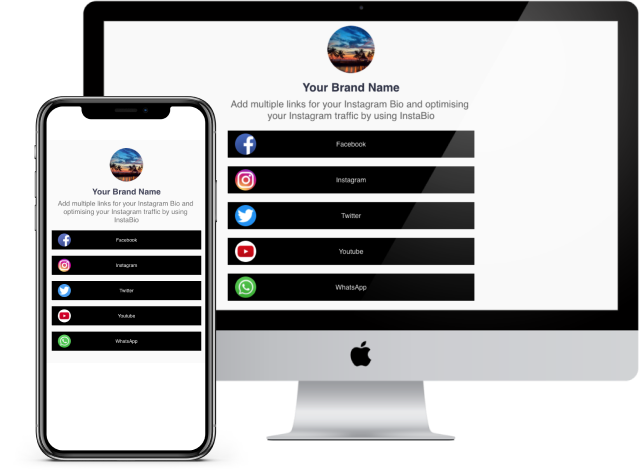 Your Brand Name
Add multiple links for your Instagram Bio and optimising
your Instagram traffic by using InstaBio
Facebook
Instagram
Twitter
Youtube
WhatsApp
Your Brand Name
Add multiple links for your Instagram Bio and
optimising your Instagram traffic by using
InstaBio
Facebook
Instagram
Twitter
Youtube
WhatsApp